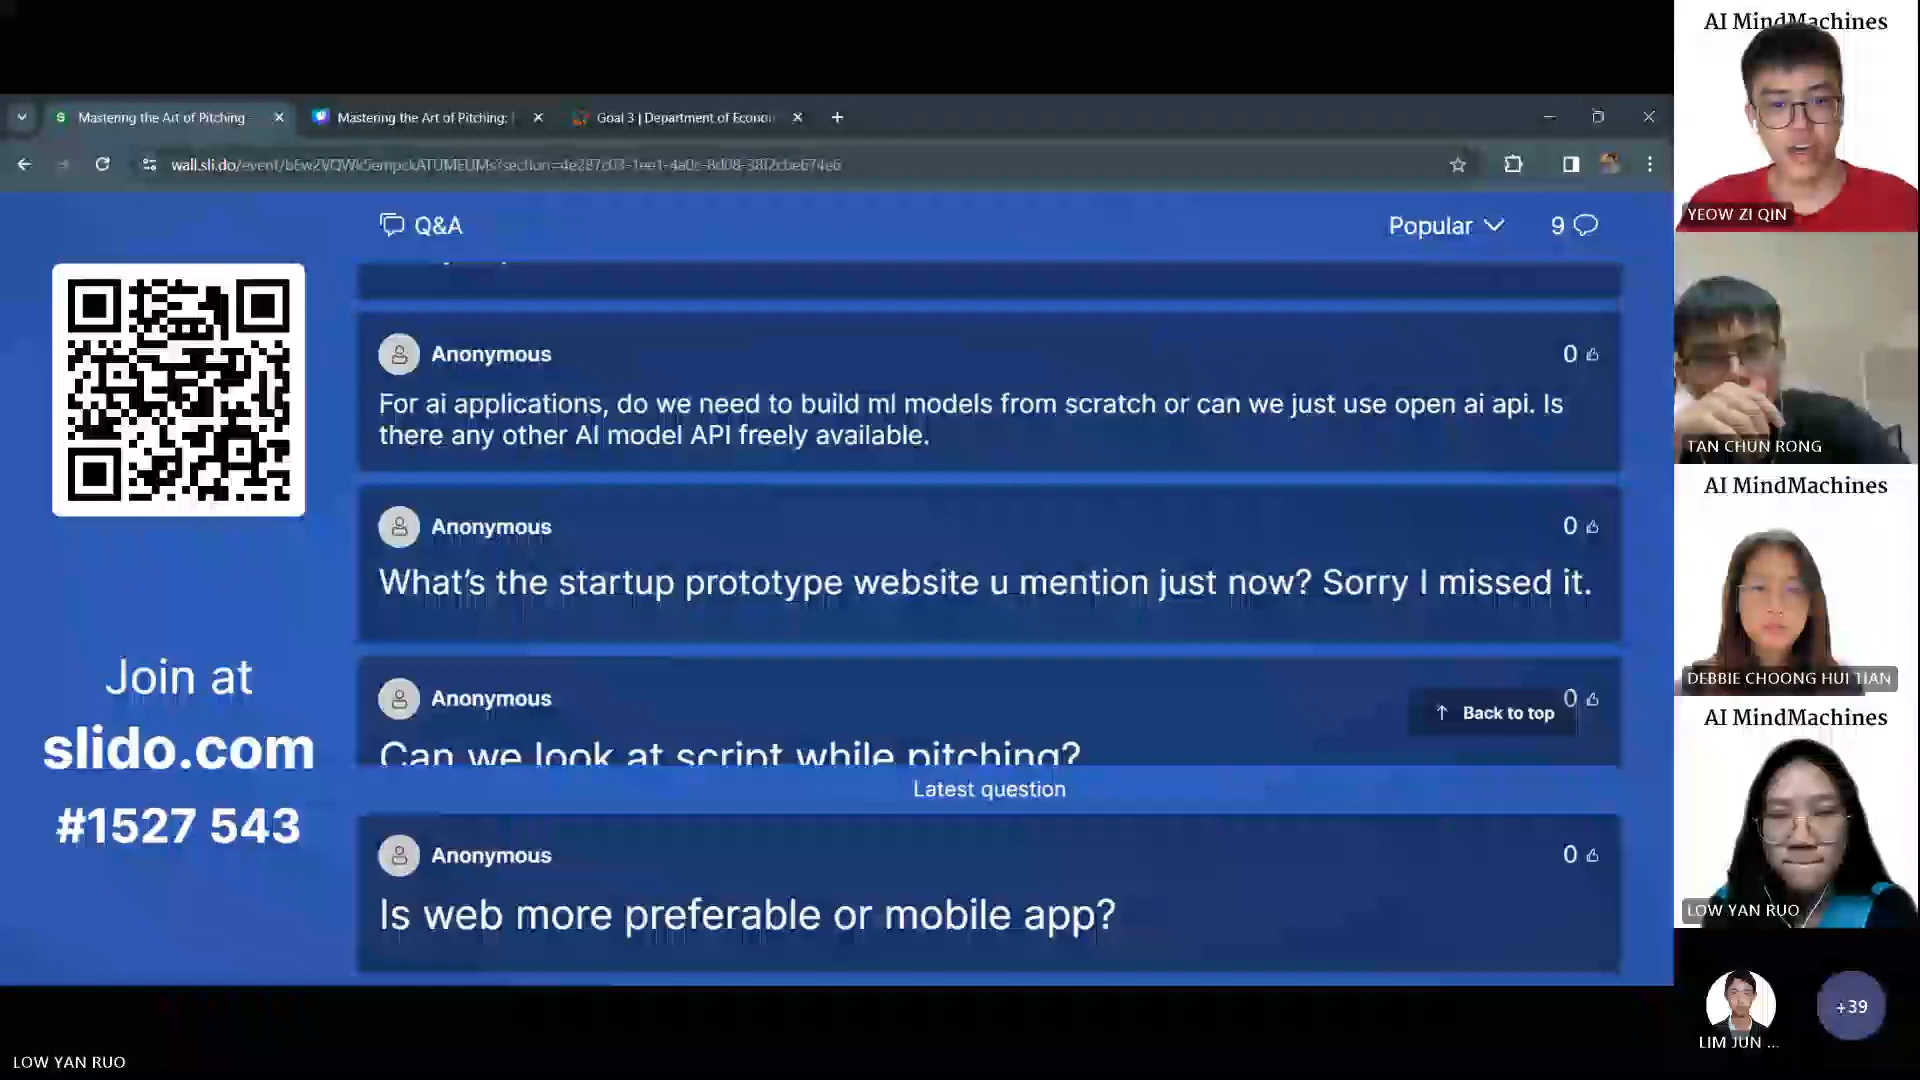 Mastering the Art of Pitching
Mastering the Art of Pitching:
Goal 3 | Department of Econo
Q&A
Popular
9
Anonymous
0
For ai applications, do we need to build ml models from scratch or can we just use open ai api. Is
there any other AI model API freely available.
Anonymous
0
What's the startup prototype website u mention just now? Sorry I missed it.
Anonymous
0
Back to top
Can we look at script while pitching?
Latest question
Anonymous
0
Is web more preferable or mobile app?
Join at
slido.com
#1527 543
AI MindMachines
YEOW ZI QIN
TAN CHUN RONG
AI MindMachines
DEBBIE CHOONG HUI TIAN
AI MindMachines
LOW YAN RUO
LIM JUN ...
+39
LOW YAN RUO